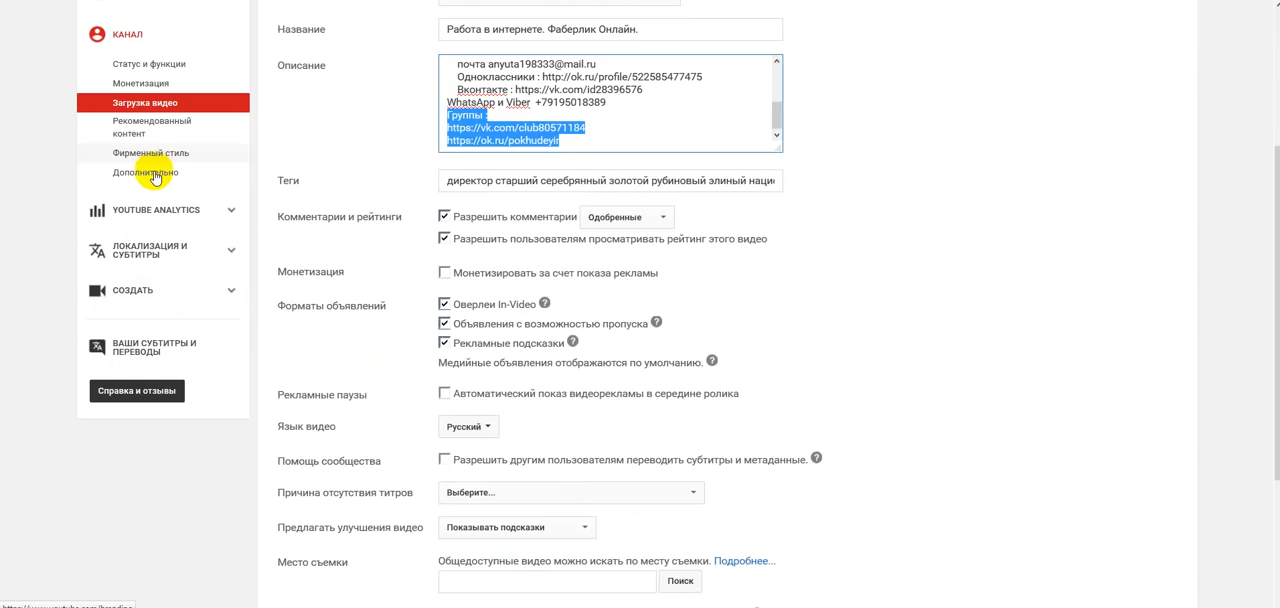 КАНАЛ
Статус и функции
Монетизация
Загрузка видео
Рекомендованный
контент
Фирменный стиль
Дополнительно
YOUTUBE ANALYTICS
ЛОКАЛИЗАЦИЯ И
СУБТИТРЫ
СОЗДАТЬ
ВАШИ СУБТИТРЫ И
ПЕРЕВОДЫ
Справка и отзывы
Название
Работа в интернете. Фаберлик Онлайн.
Описание
почта anyuta198333@mail.ru
Одноклассники : http://ok.ru/profile/522585477475
Вконтакте : https://vk.com/id28396576
WhatsApp и Viber +79195018389
Группы :
https://vk.com/club80571184
https://ok.ru/pokhudeyin
Теги
директор старший серебрянный золотой рубиновый элиный нацис
Комментарии и рейтинги
Разрешить комментарии
Одобренные
Разрешить пользователям просматривать рейтинг этого видео
Монетизация
Монетизировать за счет показа рекламы
Форматы объявлений
Оверлеи In-Video ?
Объявления с возможностью пропуска ?
Рекламные подсказки ?
Медийные объявления отображаются по умолчанию. ?
Рекламные паузы
Автоматический показ видеорекламы в середине ролика
Язык видео
Русский
Помощь сообщества
Разрешить другим пользователям переводить субтитры и метаданные. ?
Причина отсутствия титров
Выберите...
Предлагать улучшения видео
Показывать подсказки
Место съемки
Общедоступные видео можно искать по месту съемки. Подробнее...
Поиск